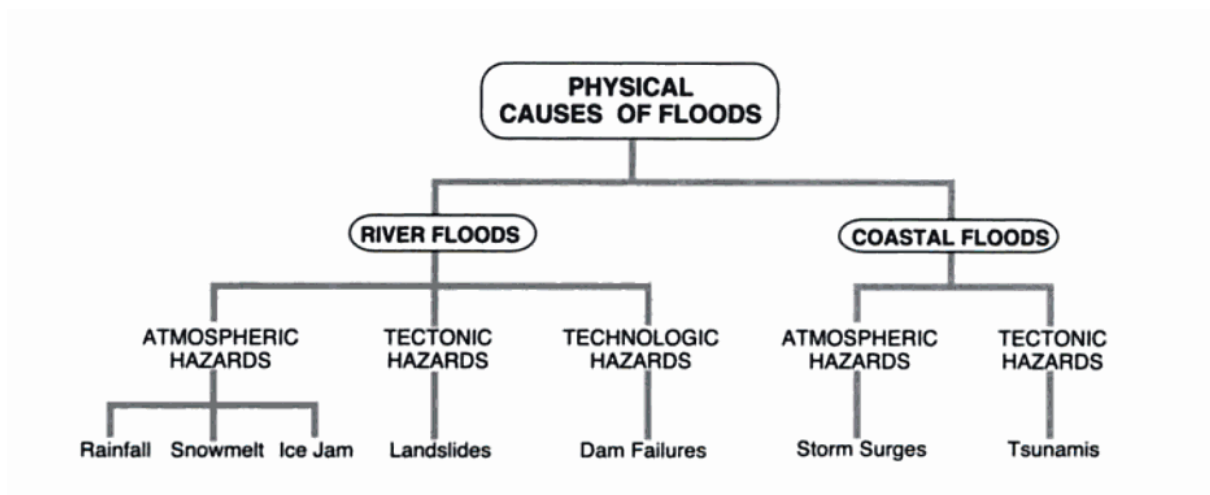 PHYSICAL
CAUSES OF FLOODS
RIVER FLOODS
COASTAL FLOODS
ATMOSPHERIC
HAZARDS
TECTONIC
HAZARDS
TECHNOLOGIC
HAZARDS
ATMOSPHERIC
HAZARDS
TECTONIC
HAZARDS
Rainfall
Snowmelt
Ice Jam
Landslides
Dam Failures
Storm Surges
Tsunamis